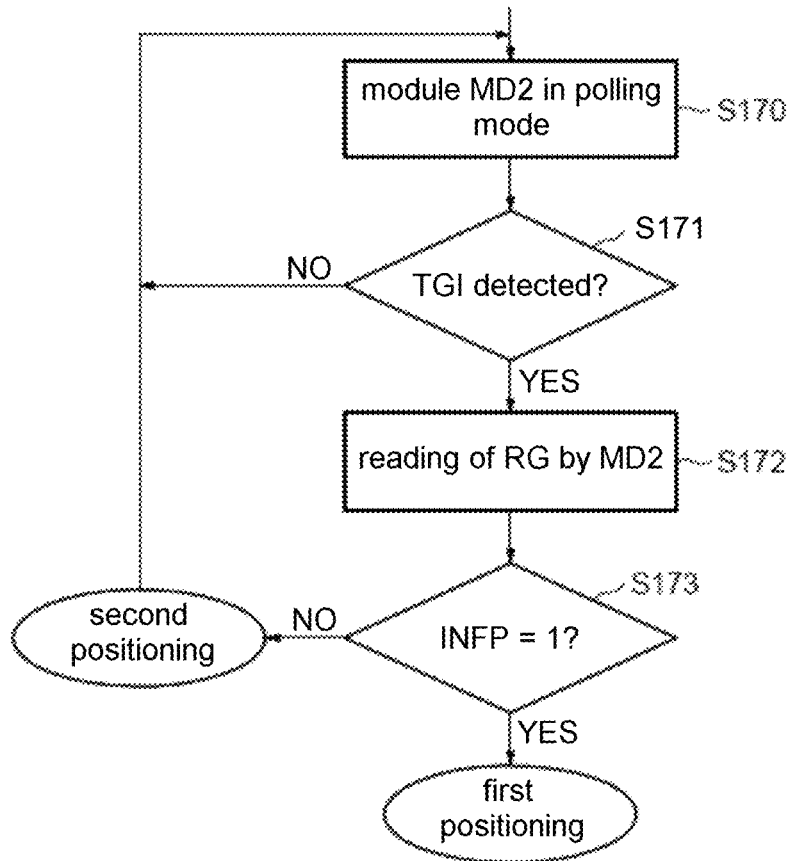 module MD2 in polling
mode
S170
S171
NO
TGI detected?
YES
reading of RG by MD2
S172
S173
second
positioning
NO
INFP = 1?
YES
first
positioning